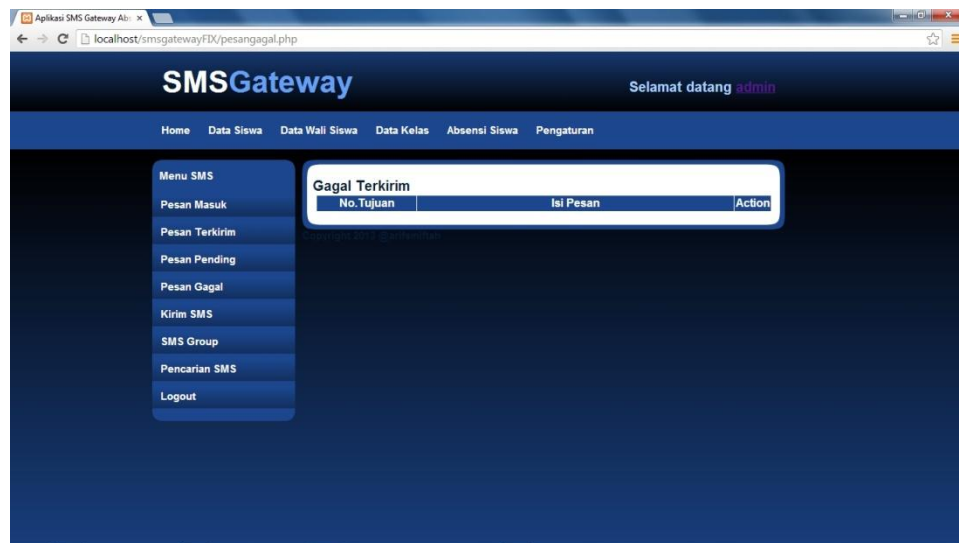 Aplikasi SMS Gateway Ab
localhost/smsgatewayFIX/pesangagal.php
SMSGateway
Selamat datang admin
Home Data Siswa Data Wali Siswa Data Kelas Absensi Siswa Pengaturan
Menu SMS
Pesan Masuk
Pesan Terkirim
Pesan Pending
Pesan Gagal
Kirim SMS
SMS Group
Pencarian SMS
Logout
Gagal Terkirim
No.Tujuan Isi Pesan Action
Copyright